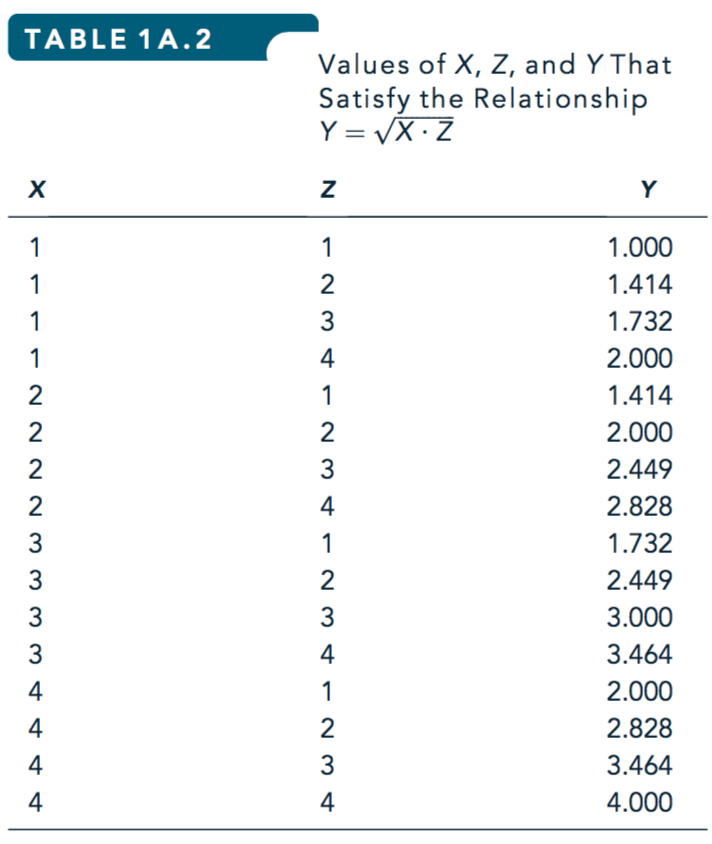 TABLE 1A.2
Values of X, Z, and Y That
Satisfy the Relationship
Y = √X · Z
X Z Y
1 1 1.000
1 2 1.414
1 3 1.732
1 4 2.000
2 1 1.414
2 2 2.000
2 3 2.449
2 4 2.828
3 1 1.732
3 2 2.449
3 3 3.000
3 4 3.464
4 1 2.000
4 2 2.828
4 3 3.464
4 4 4.000